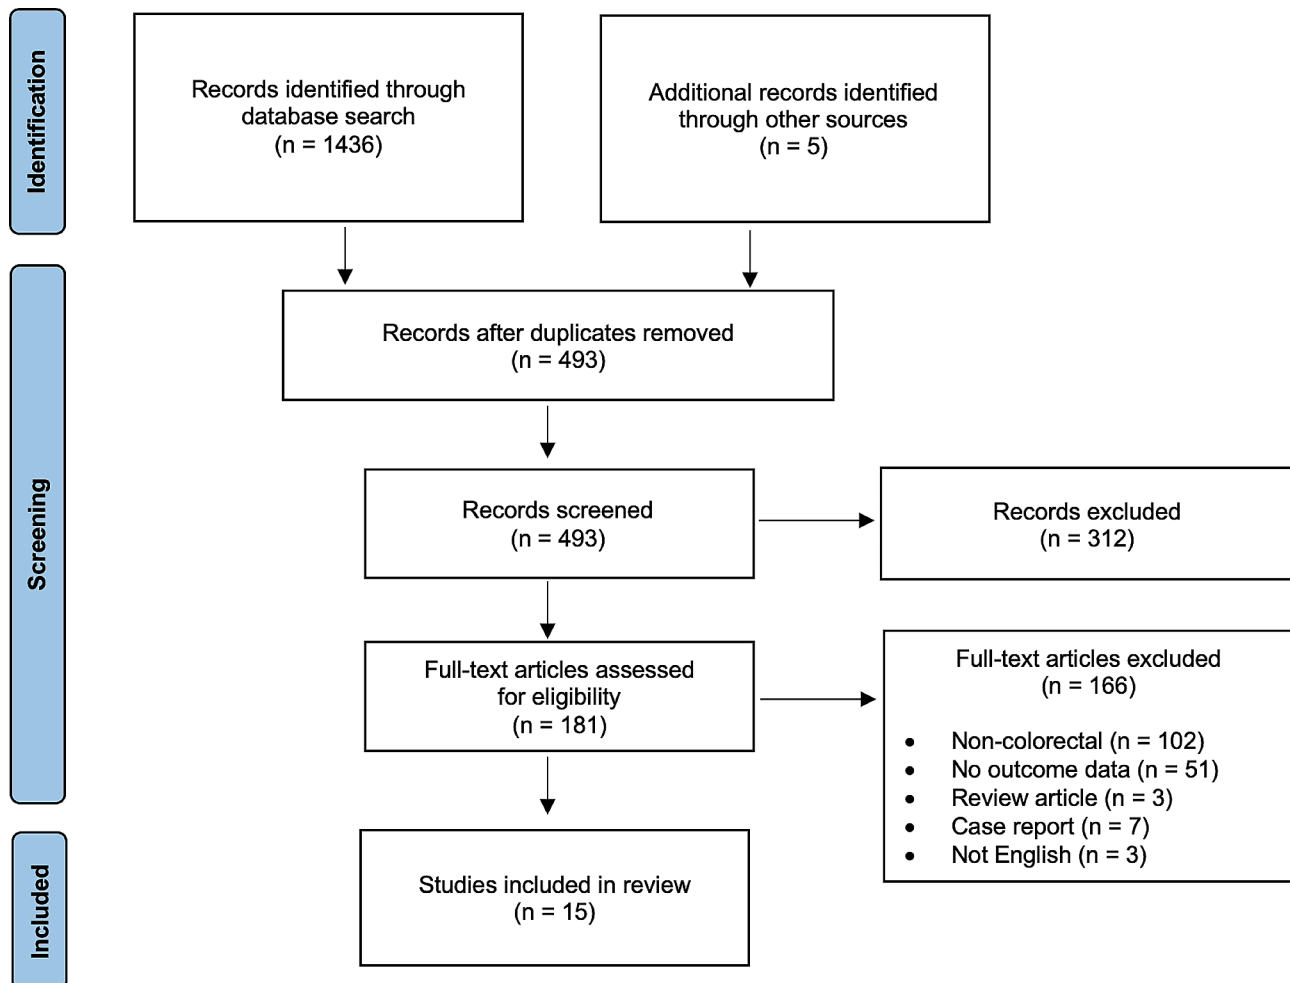 Identification
Records identified through
database search
(n = 1436)
Additional records identified
through other sources
(n = 5)
Screening
Records after duplicates removed
(n = 493)
Records screened
(n = 493)
Records excluded
(n = 312)
Full-text articles assessed
for eligibility
(n = 181)
Full-text articles excluded
(n = 166)
• Non-colorectal (n = 102)
• No outcome data (n = 51)
• Review article (n = 3)
• Case report (n = 7)
• Not English (n = 3)
Included
Studies included in review
(n = 15)